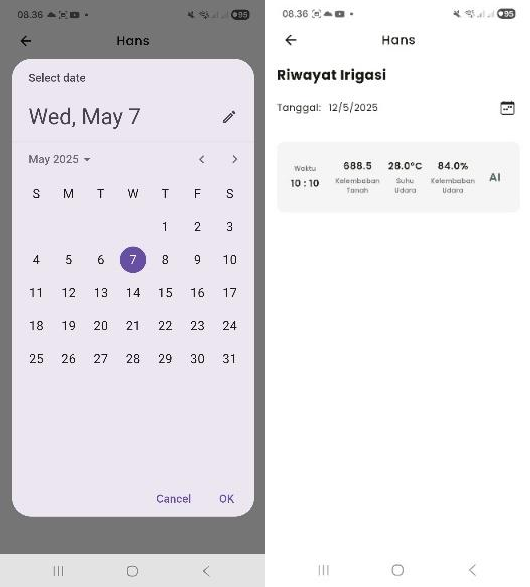 08.36
95
Hans
Select date
Wed, May 7
May 2025
S M T W T F S
1 2 3
4 5 6 7 8 9 10
11 12 13 14 15 16 17
18 19 20 21 22 23 24
25 26 27 28 29 30 31
Cancel OK
08.36
95
Hans
Riwayat Irigasi
Tanggal: 12/5/2025
Waktu
10 : 10
688.5
Kelembaban
Tanah
28.0°C
Suhu
Udara
84.0%
Kelembaban
Udara
AI